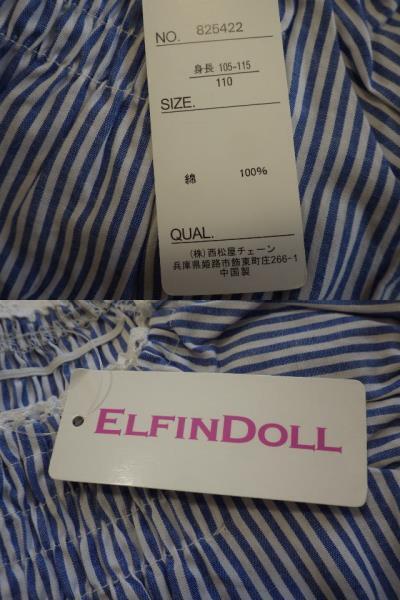 NO. 825422
身長 105-115
110
SIZE.
綿 100%
QUAL.
(株)西松屋チェーン
兵庫県姫路市飾東町庄266-1
中国製
ELFINDOLL